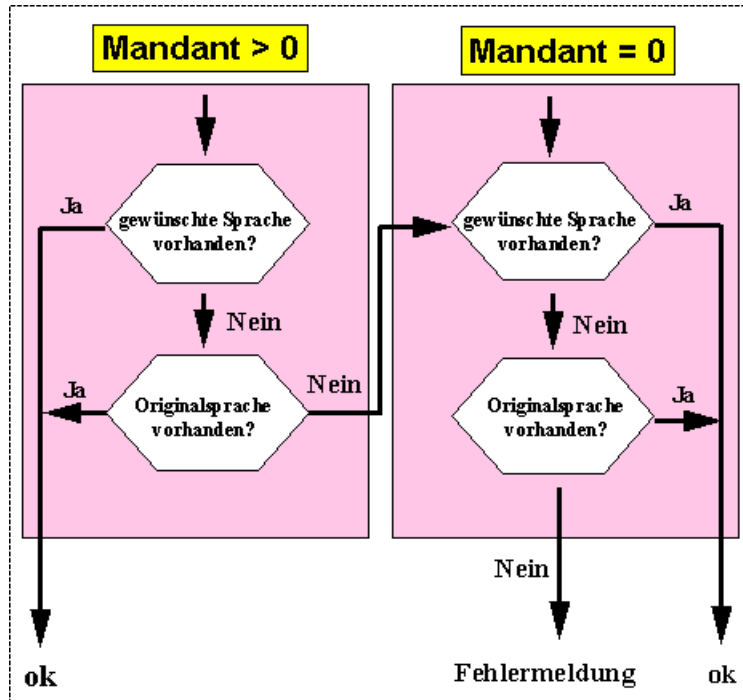 Mandant > 0
Mandant = 0
Ja
gewünschte Sprache
vorhanden?
Nein
Ja
Originalsprache
vorhanden?
Nein
gewünschte Sprache
vorhanden?
Ja
Nein
Originalsprache
vorhanden?
Ja
Nein
ok
Fehlermeldung
ok